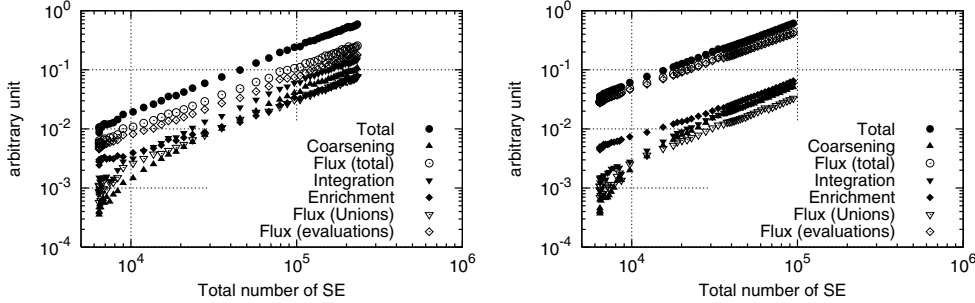 10^0
10^-1
10^-2
10^-3
10^-4
arbitrary unit
Total
Coarsening
Flux (total)
Integration
Enrichment
Flux (Unions)
Flux (evaluations)
10^4
10^5
10^6
Total number of SE
10^0
10^-1
10^-2
10^-3
10^-4
arbitrary unit
Total
Coarsening
Flux (total)
Integration
Enrichment
Flux (Unions)
Flux (evaluations)
10^4
10^5
10^6
Total number of SE